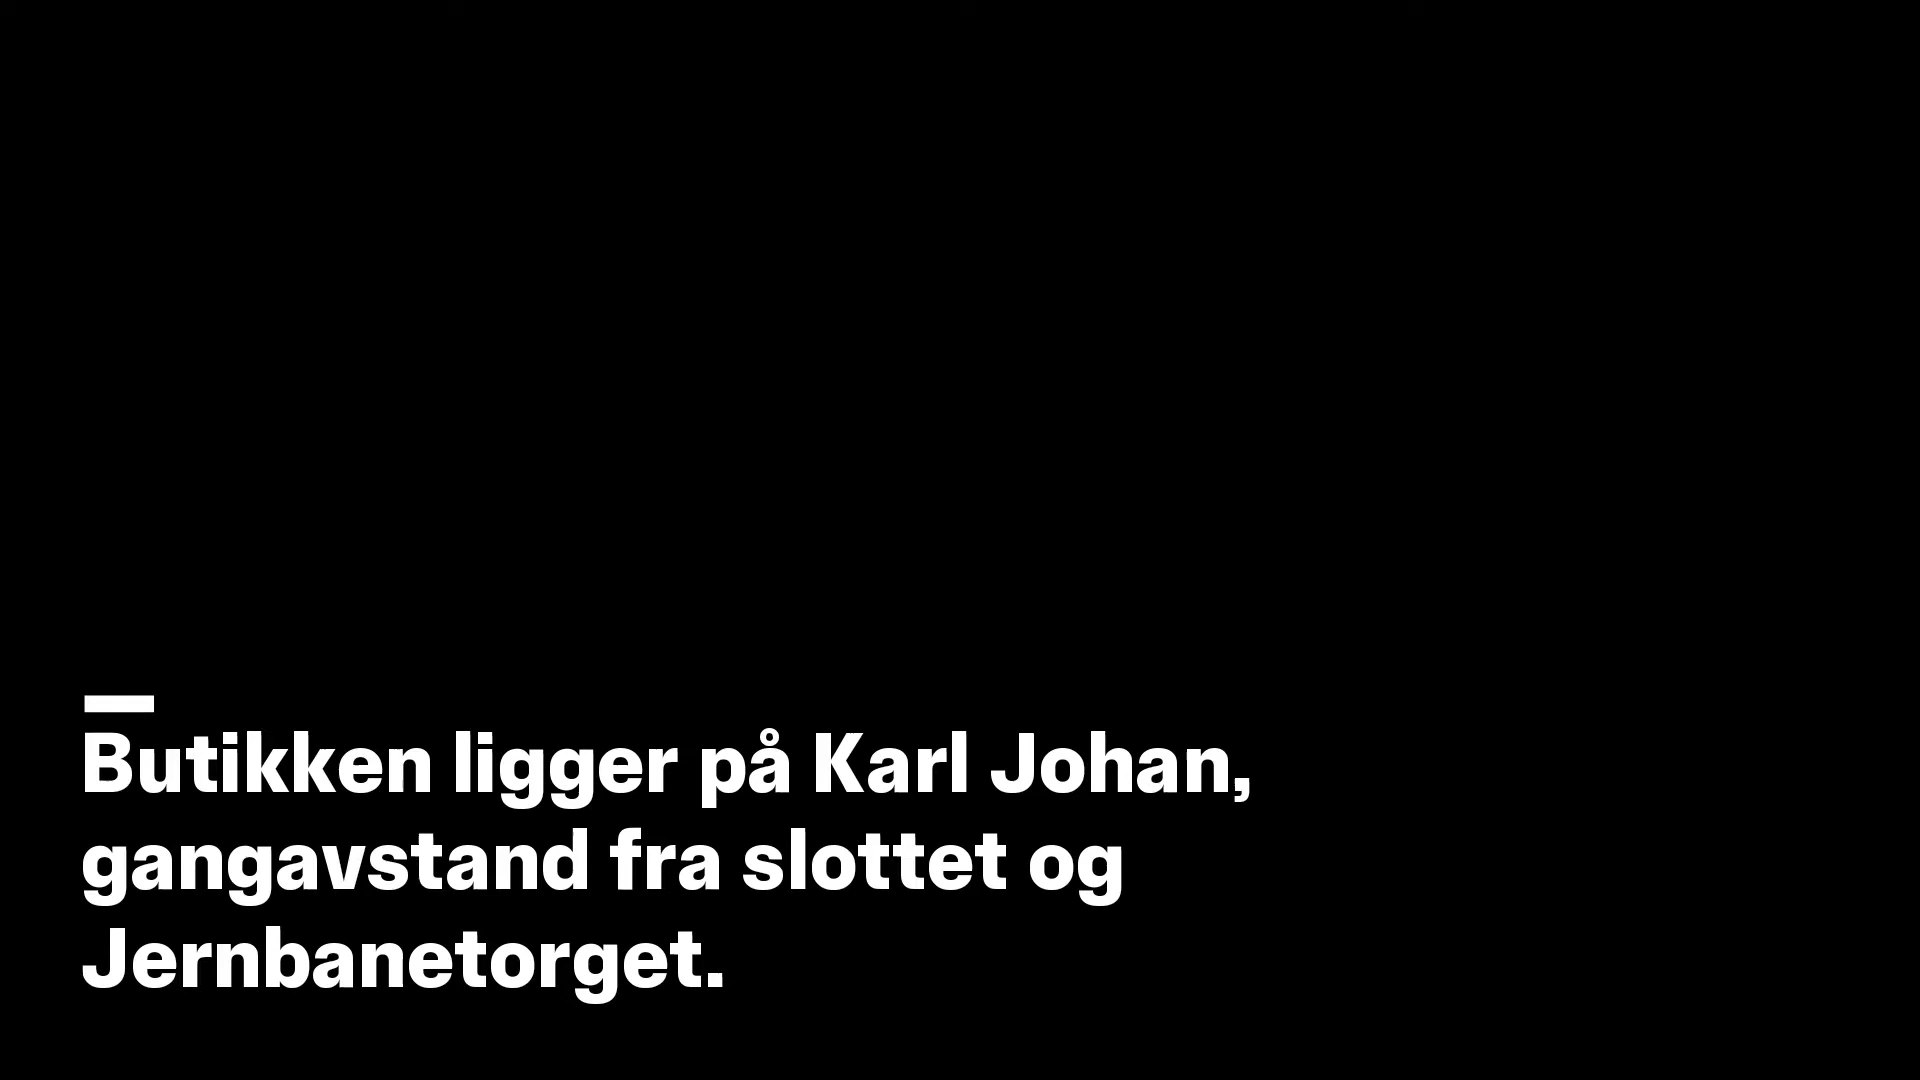 Butikken ligger på Karl Johan,
gangavstand fra slottet og
Jernbanetorget.